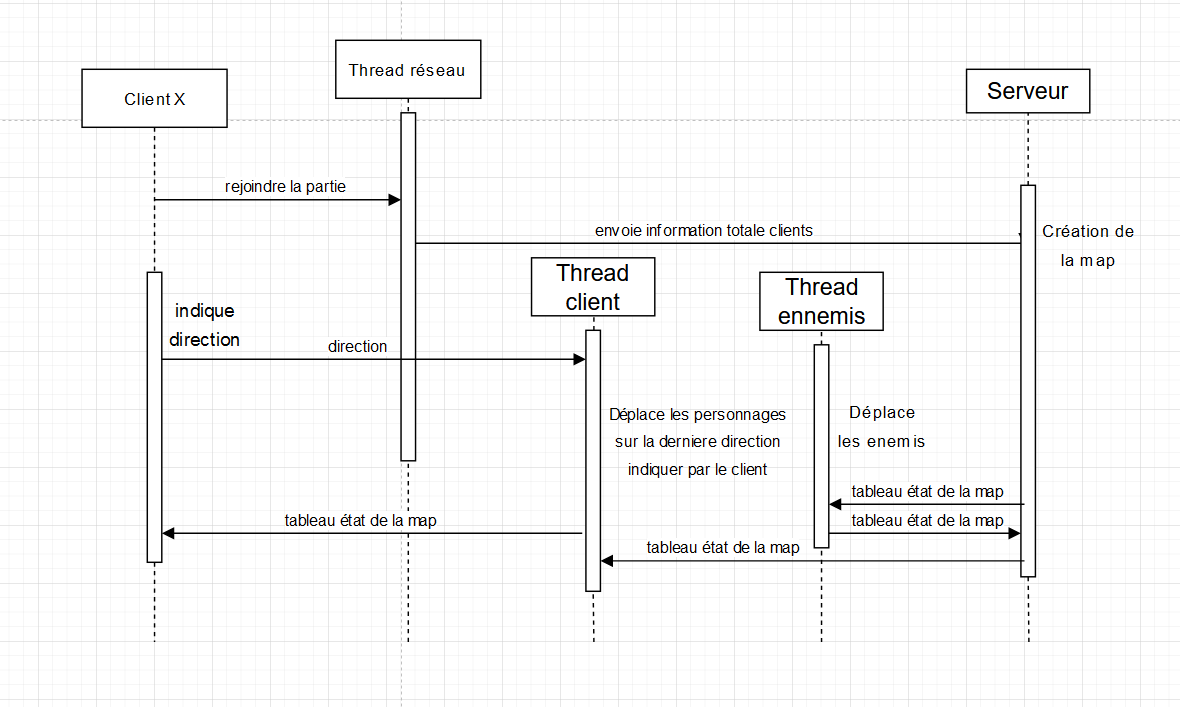 Thread réseau
Client X
Serveur
rejoindre la partie
envoie information totale clients
Création de
la map
Thread
client
Thread
ennemis
indique
direction
direction
Déplace les personnages
sur la derniere direction
indiquer par le client
Déplace
les enemis
tableau état de la map
tableau état de la map
tableau état de la map
tableau état de la map